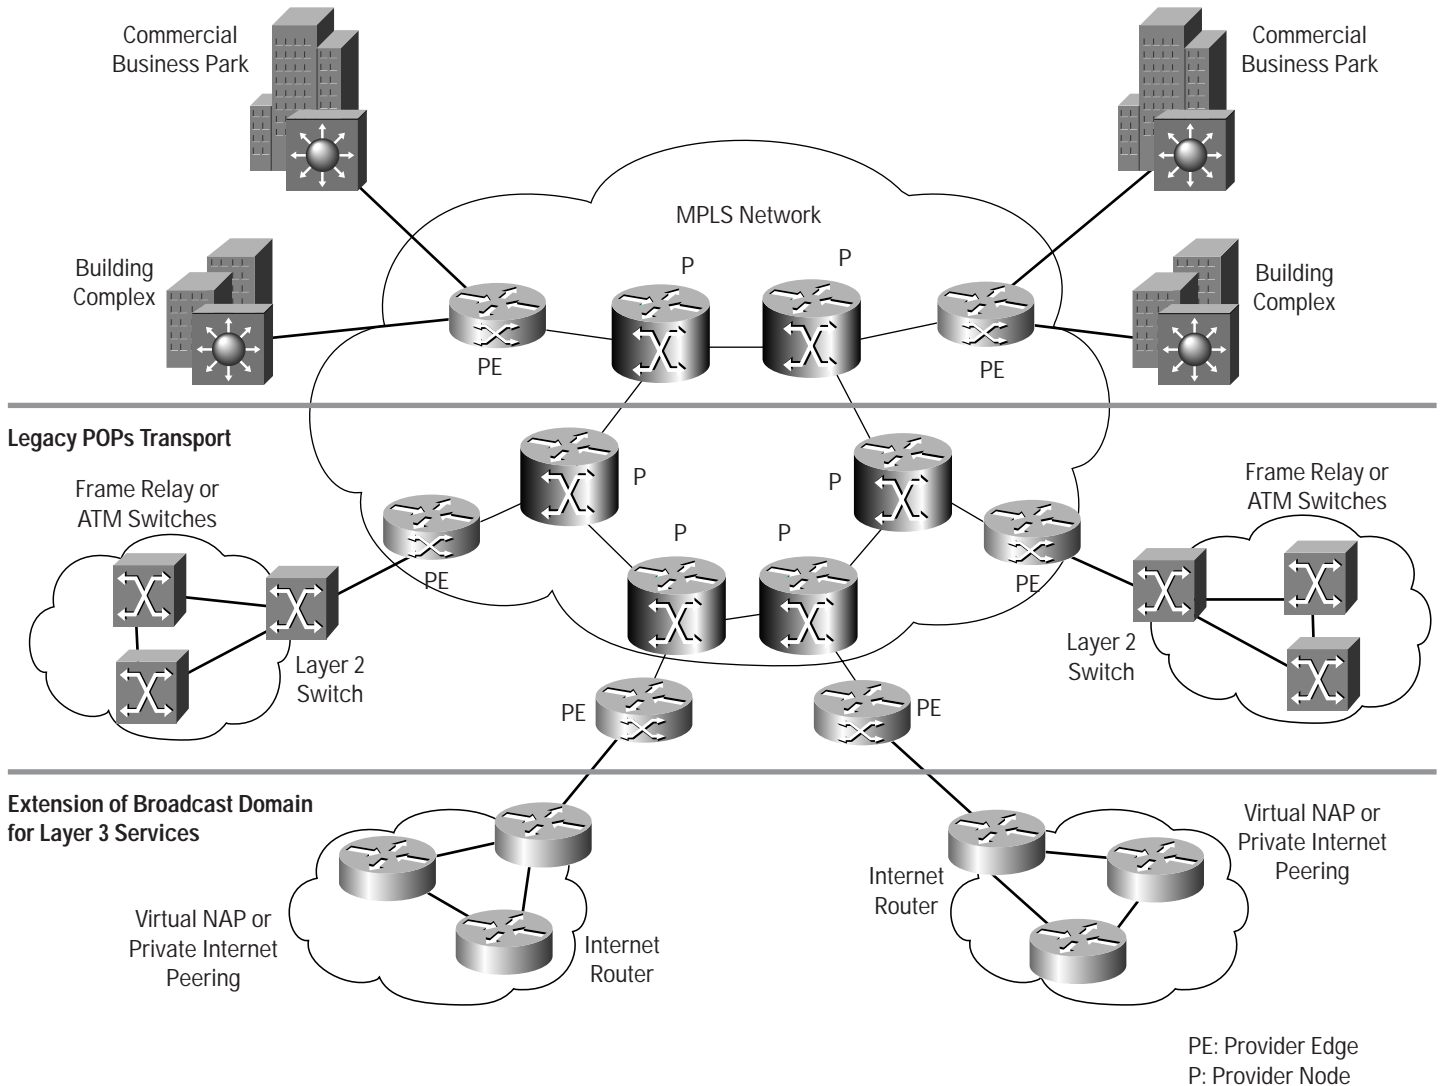 Commercial
Business Park
Commercial
Business Park
MPLS Network
Building
Complex
P
P
Building
Complex
PE
PE
Legacy POPs Transport
Frame Relay or
ATM Switches
P
P
Frame Relay or
ATM Switches
P
P
PE
PE
Layer 2
Switch
Layer 2
Switch
PE
PE
Extension of Broadcast Domain
for Layer 3 Services
Virtual NAP or
Private Internet
Peering
Internet
Router
Virtual NAP or
Private Internet
Peering
Internet
Router
PE: Provider Edge
P: Provider Node